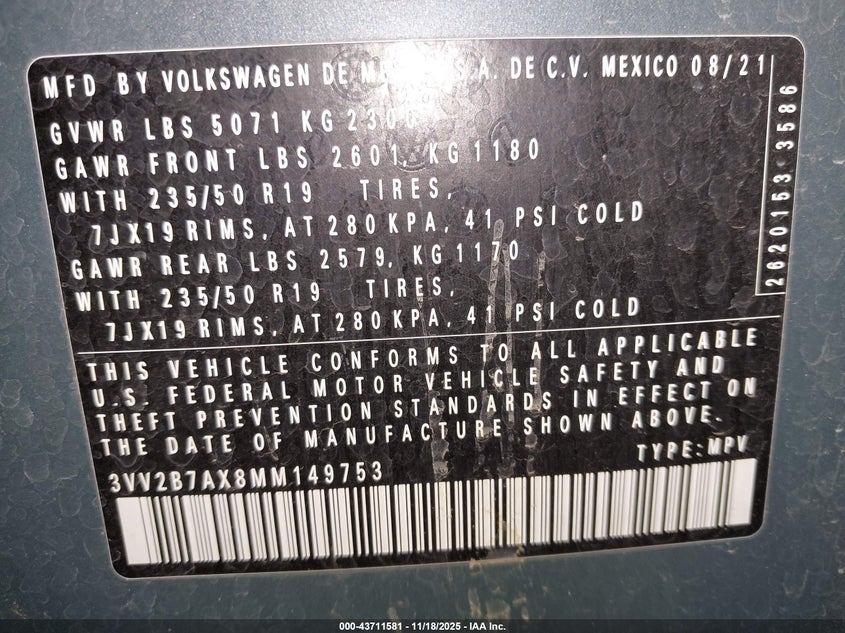 MFD BY VOLKSWAGEN DE S.A. DE C.V. MEXICO 08/21
GVWR LBS 5071 KG 2300
GAWR FRONT LBS 2601, KG 1180
WITH 235/50 R19 TIRES,
7JX19 RIMS, AT 280 KPA, 41 PSI COLD
GAWR REAR LBS 2579, KG 1170
WITH 235/50 R19 TIRES,
7JX19 RIMS, AT 280 KPA, 41 PSI COLD
2620153 3586
THIS VEHICLE CONFORMS TO ALL APPLICABLE
U.S. FEDERAL MOTOR VEHICLE SAFETY AND
THEFT PREVENTION STANDARDS IN EFFECT ON
THE DATE OF MANUFACTURE SHOWN ABOVE.
TYPE:MPV
3VV2B7AX8MM149753
000-43711581 - 11/18/2025 - IAA Inc.